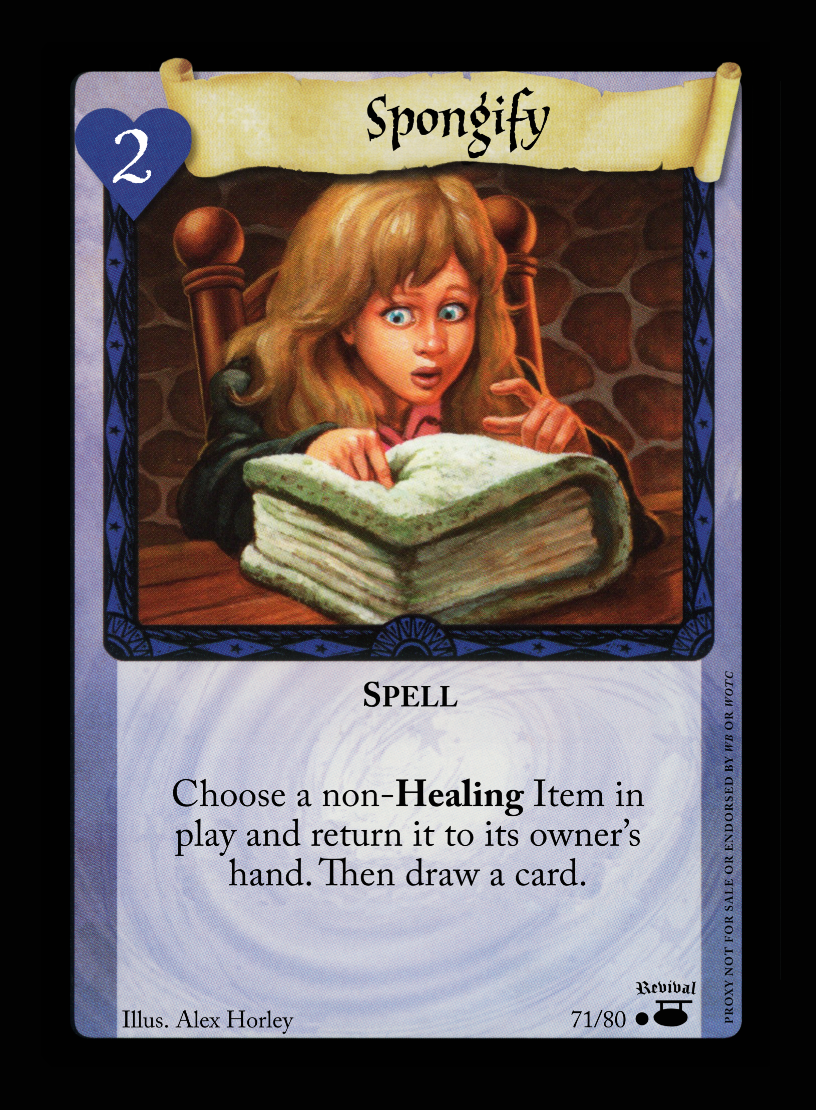 Spongify
2
SPELL
Choose a non-Healing Item in
play and return it to its owner's
hand. Then draw a card.
Revival
Illus. Alex Horley
71/80
PROXY NOT FOR SALE OR ENDORSED BY WB OR WOTC